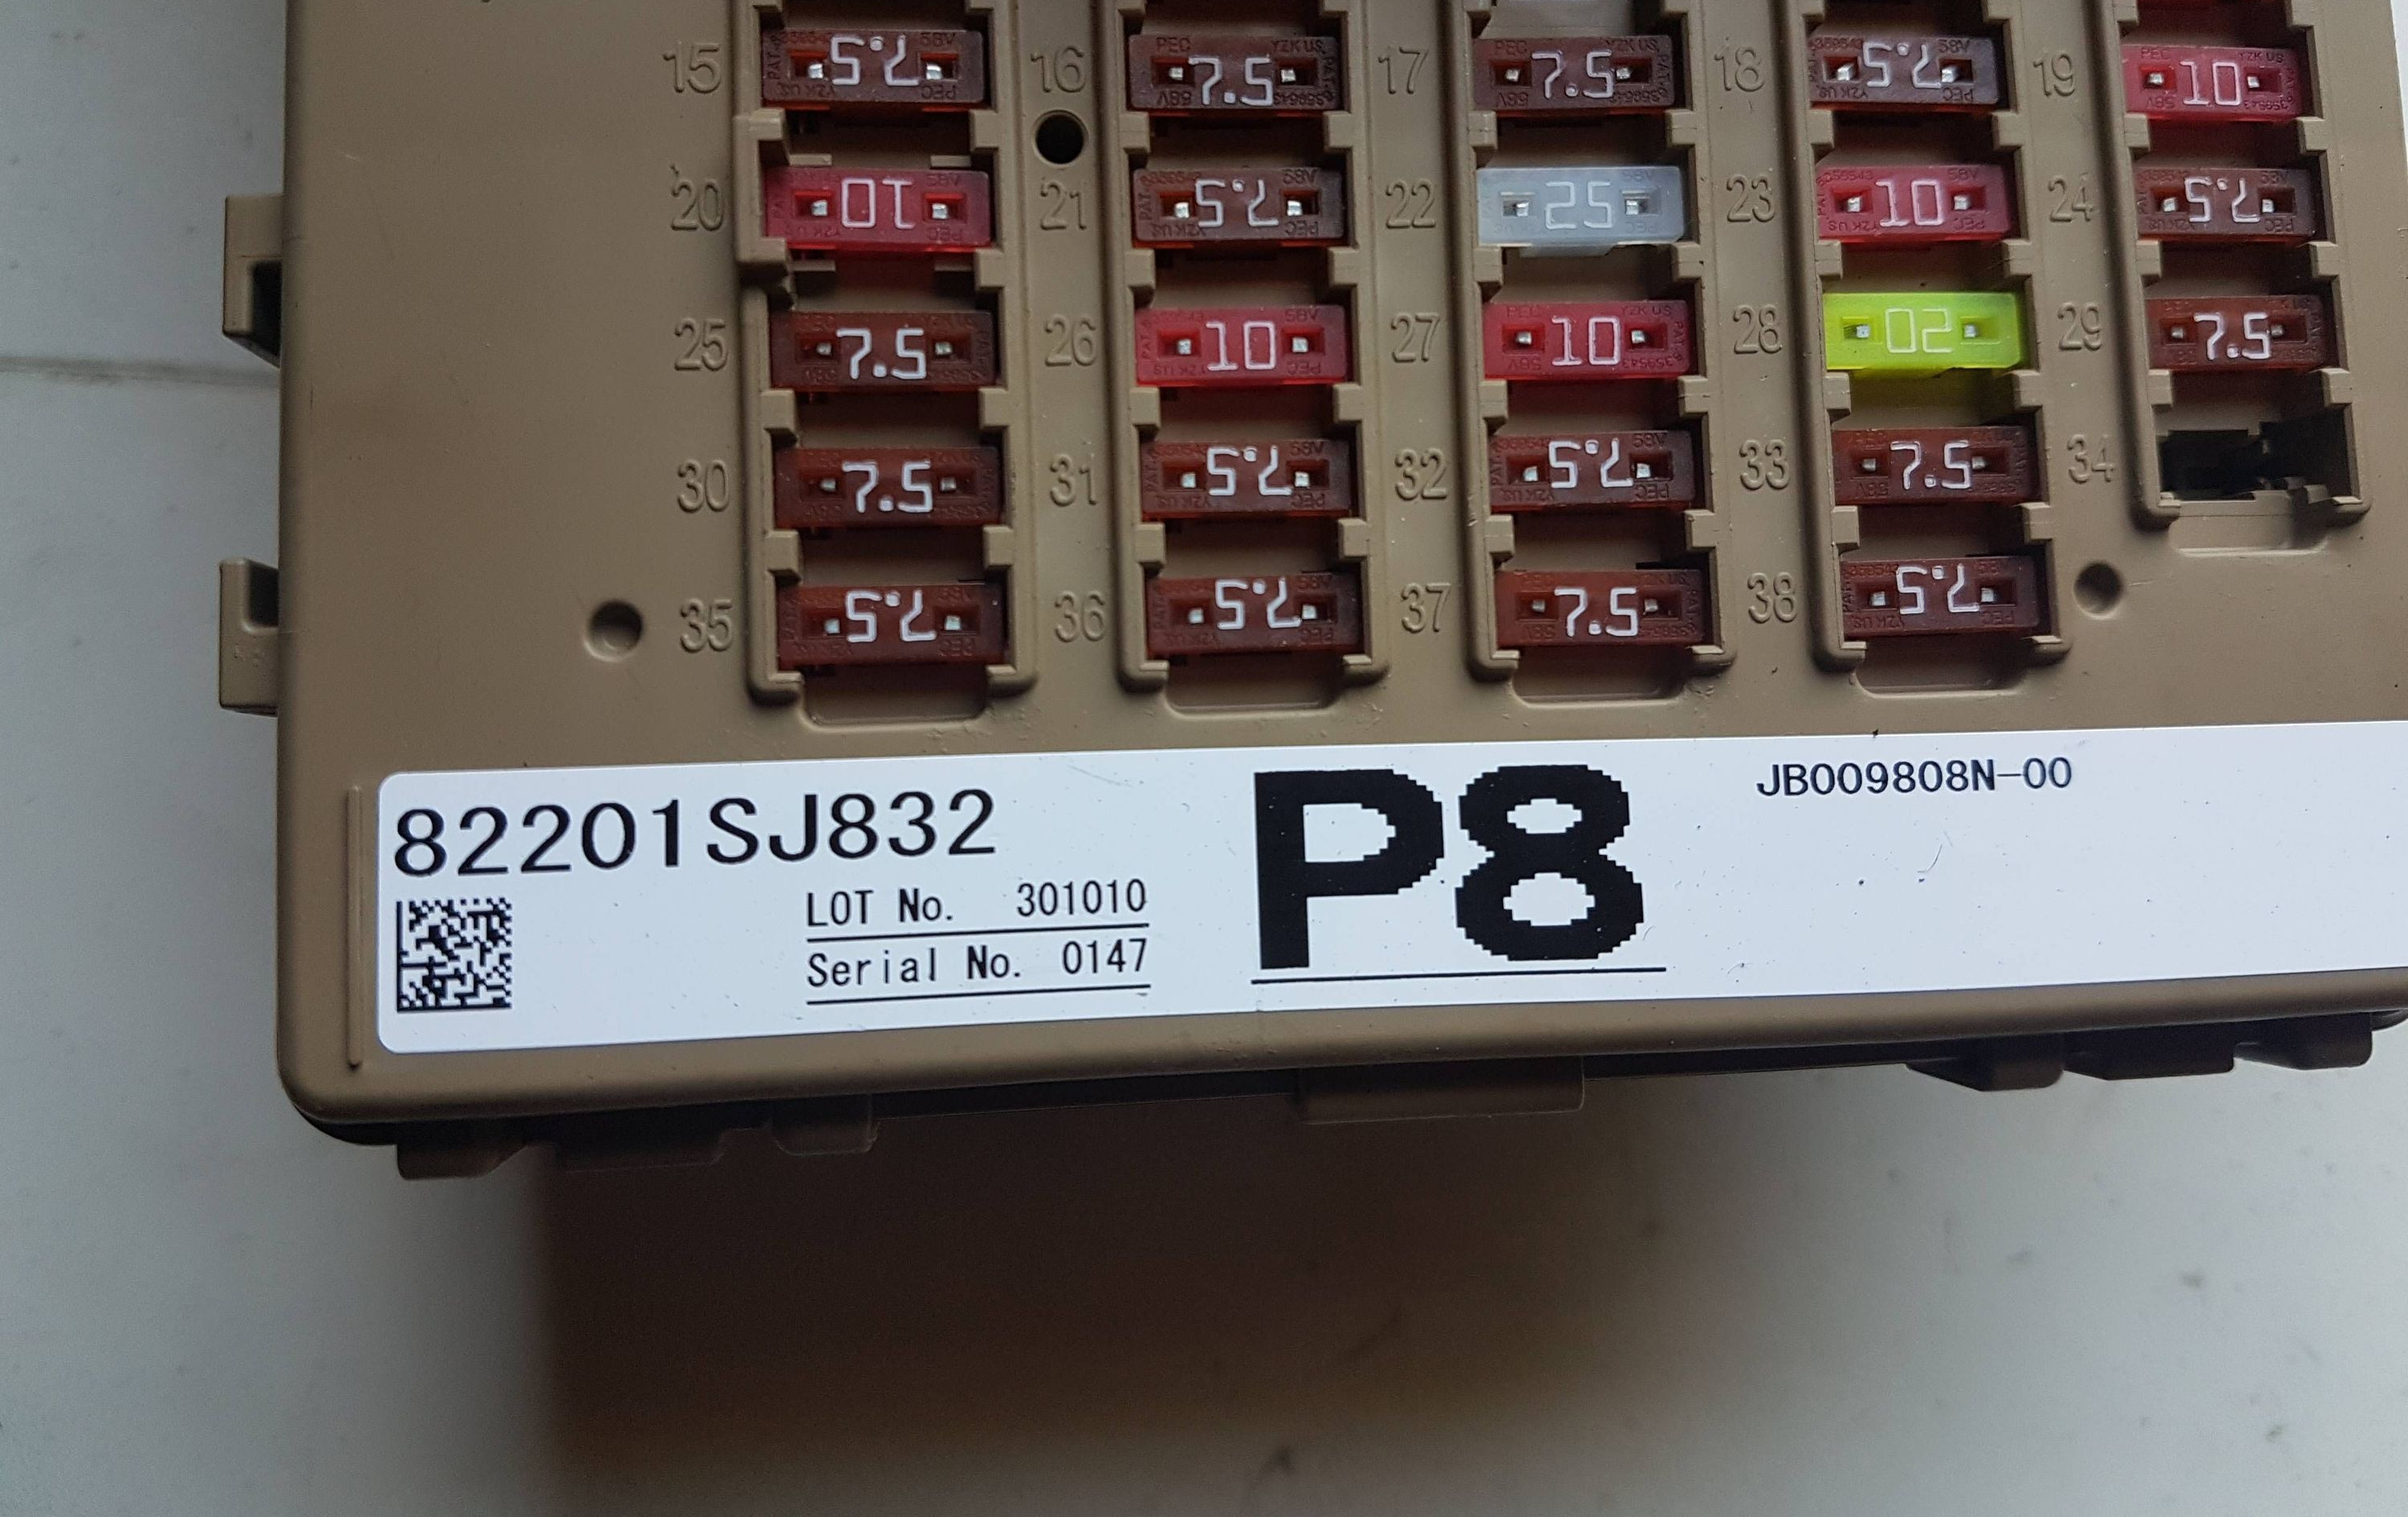 15 7.5 16 7.5 17 7.5 18 7.5 19 10
20 10 21 7.5 22 25 23 10 24 7.5
25 7.5 26 10 27 10 28 20 29 7.5
30 7.5 31 7.5 32 7.5 33 7.5 34
35 7.5 36 7.5 37 7.5 38 7.5
82201SJ832
LOT No. 301010
Serial No. 0147
P8
JB009808N-00